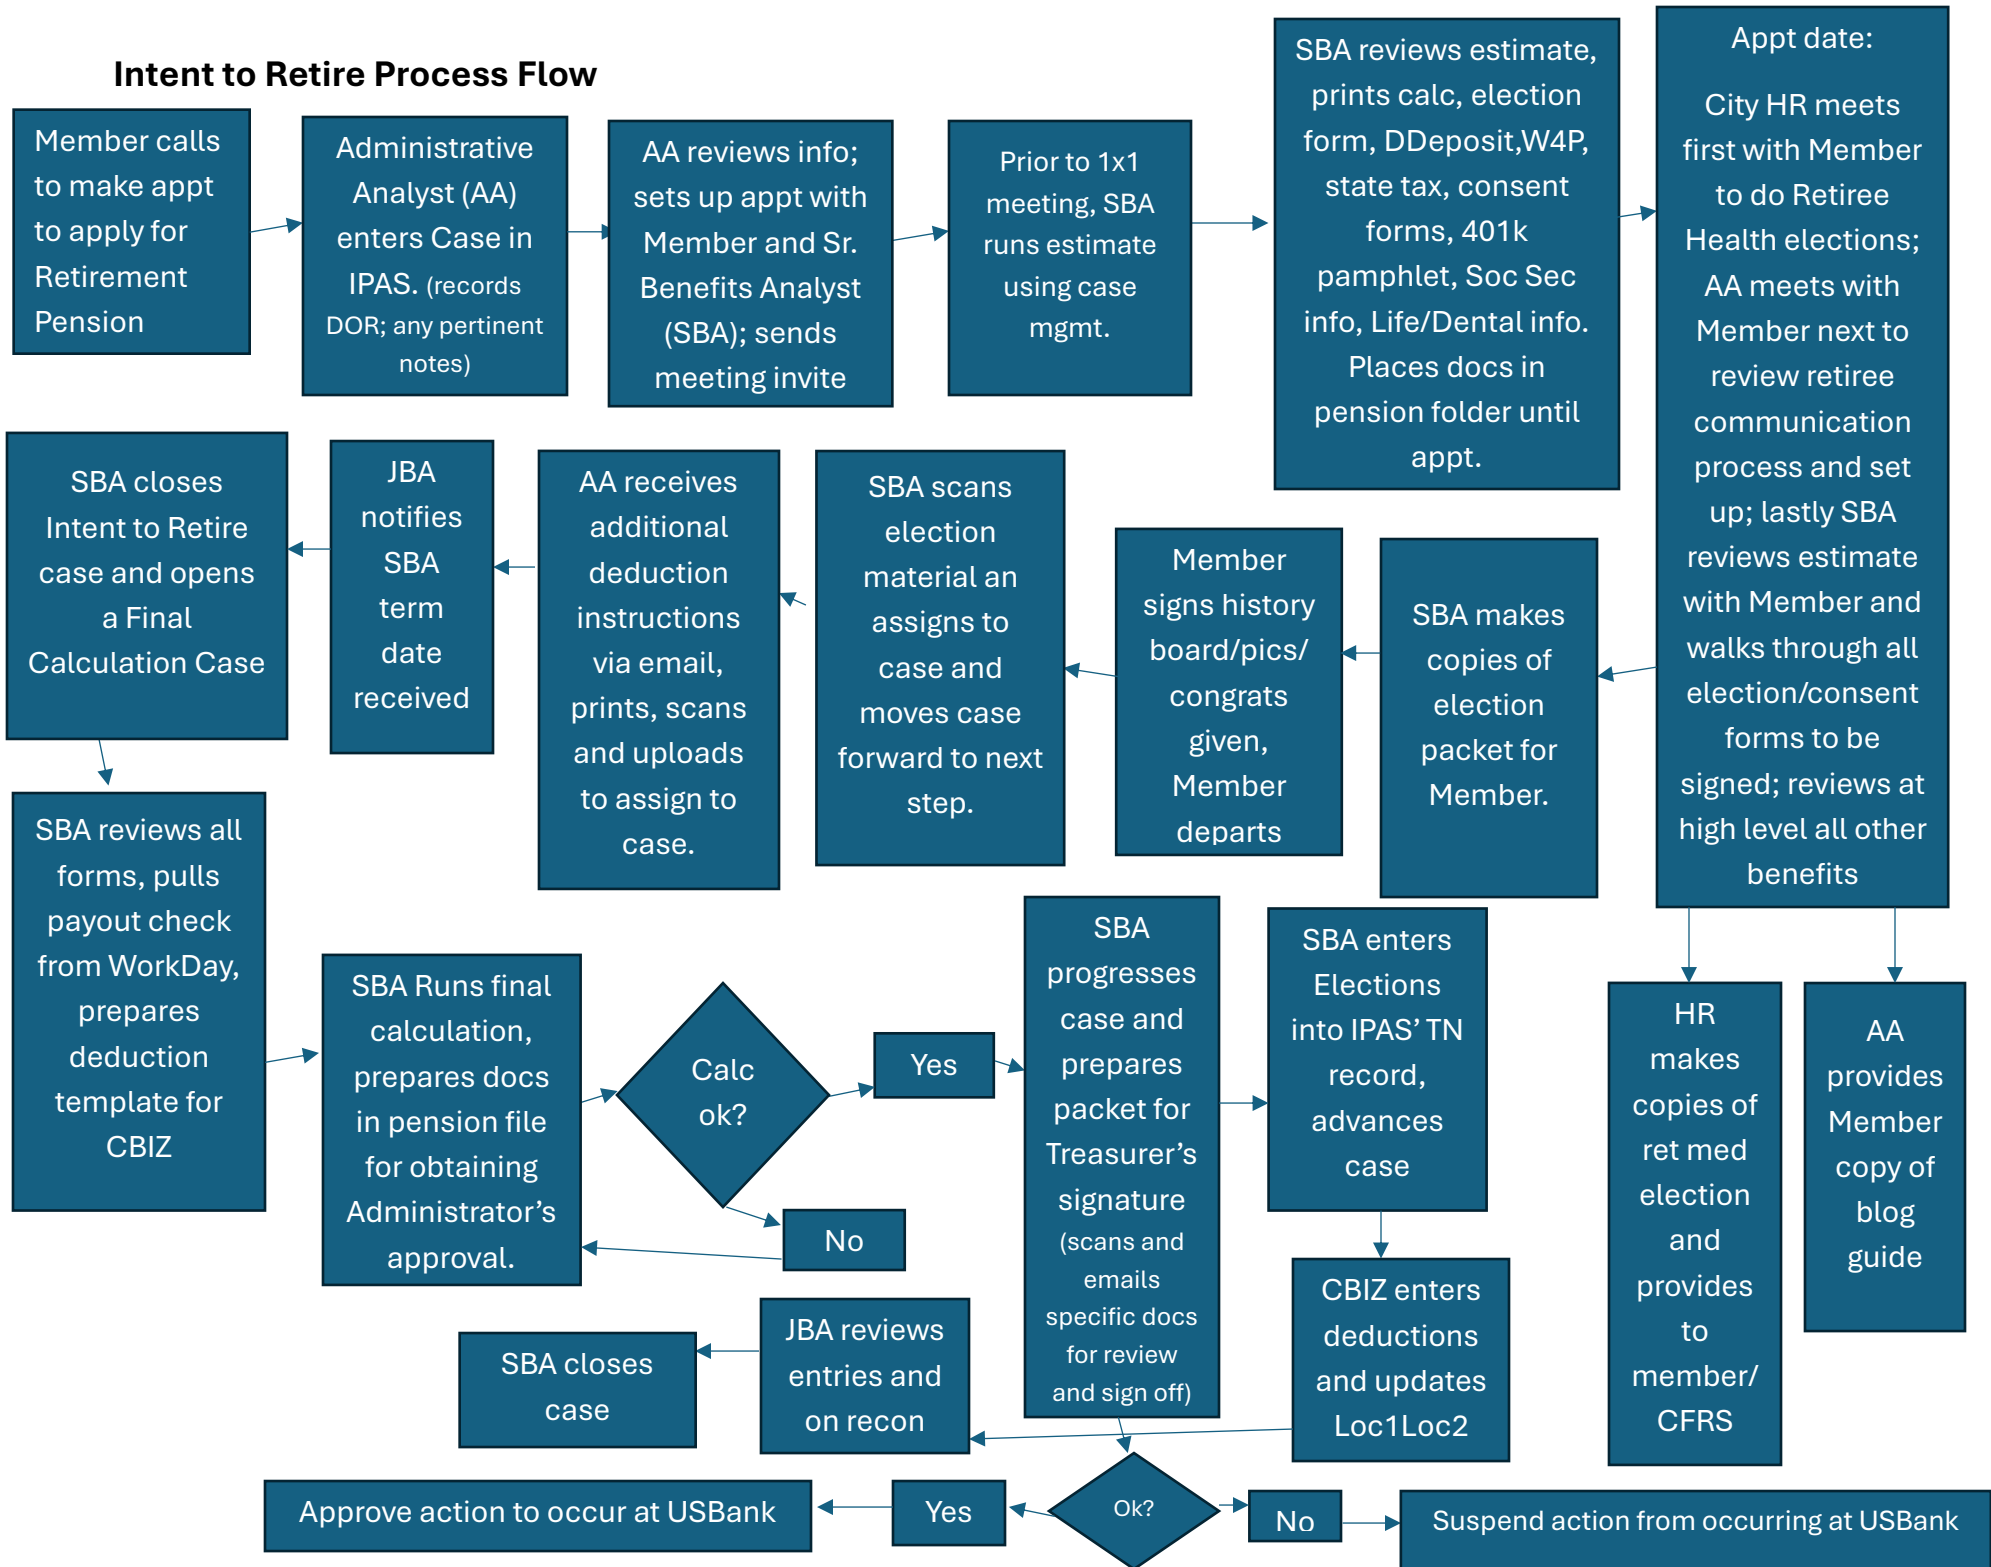 Intent to Retire Process Flow
Member calls
to make appt
to apply for
Retirement
Pension
Administrative
Analyst (AA)
enters Case in
IPAS. (records
DOR; any pertinent
notes)
AA reviews info;
sets up appt with
Member and Sr.
Benefits Analyst
(SBA); sends
meeting invite
Prior to 1x1
meeting, SBA
runs estimate
using case
mgmt.
SBA reviews estimate,
prints calc, election
form, DDeposit,W4P,
state tax, consent
forms, 401k
pamphlet, Soc Sec
info, Life/Dental info.
Places docs in
pension folder until
appt.
Appt date:
City HR meets
first with Member
to do Retiree
Health elections;
AA meets with
Member next to
review retiree
communication
process and set
up; lastly SBA
reviews estimate
with Member and
walks through all
election/consent
forms to be
signed; reviews at
high level all other
benefits
HR
makes
copies of
ret med
election
and
provides
to
member/
CFRS
AA
provides
Member
copy of
blog
guide
SBA makes
copies of
election
packet for
Member.
Member
signs history
board/pics/
congrats
given,
Member
departs
SBA scans
election
material an
assigns to
case and
moves case
forward to next
step.
AA receives
additional
deduction
instructions
via email,
prints, scans
and uploads
to assign to
case.
JBA
notifies
SBA
term
date
received
SBA closes
Intent to Retire
case and opens
a Final
Calculation Case
SBA reviews all
forms, pulls
payout check
from WorkDay,
prepares
deduction
template for
CBIZ
SBA Runs final
calculation,
prepares docs
in pension file
for obtaining
Administrator’s
approval.
Calc
ok?
Yes
No
SBA
progresses
case and
prepares
packet for
Treasurer’s
signature
(scans and
emails
specific docs
for review
and sign off)
SBA enters
Elections
into IPAS’ TN
record,
advances
case
CBIZ enters
deductions
and updates
Loc1Loc2
JBA reviews
entries and
on recon
SBA closes
case
Ok?
Yes
Approve action to occur at USBank
No
Suspend action from occurring at USBank